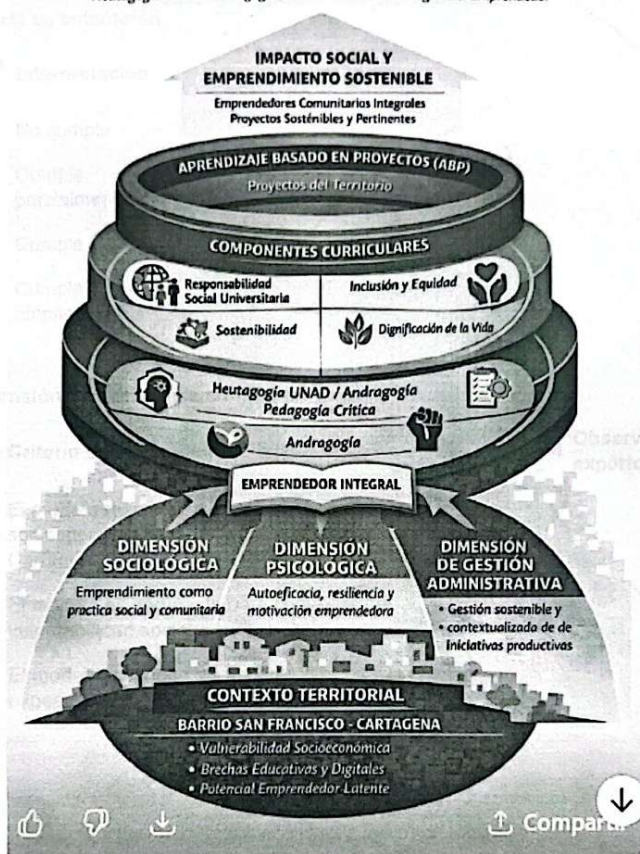 IMPACTO SOCIAL Y
EMPRENDIMIENTO SOSTENIBLE
Emprendedores Comunitarios Integrales
Proyectos Sosténibles y Pertinentes
APRENDIZAJE BASADO EN PROYECTOS (ABP)
Proyectos del Territorio
COMPONENTES CURRICULARES
Responsabilidad
Social Universitaria
Inclusión y Equidad
Sostenibilidad
Dignificación de la Vida
Heutagogía UNAD / Andragogía
Pedagogía Crítica
Andragogía
EMPRENDEDOR INTEGRAL
DIMENSIÓN
SOCIOLÓGICA
Emprendimiento como
practica social y comunitaria
DIMENSIÓN
PSICOLÓGICA
Autoeficacia, resiliencia y
motivación emprendedora
DIMENSIÓN
DE GESTIÓN
ADMINISTRATIVA
• Gestión sostenible y
• contextualizada de de
Iniciativas productivas
CONTEXTO TERRITORIAL
BARRIO SAN FRANCISCO - CARTAGENA
• Vulnerabilidad Socioeconómica
• Brechas Educativas y Digitales
• Potencial Emprendedor Latente